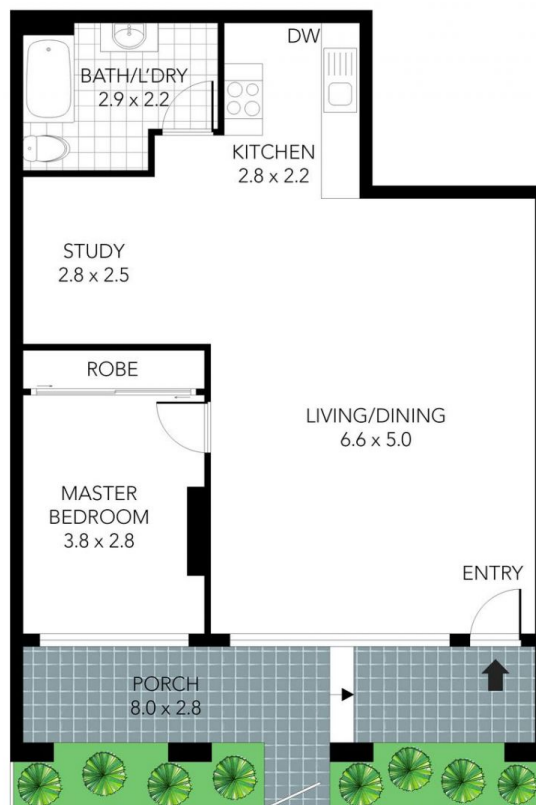 DW
BATH/L'DRY
2.9 x 2.2
KITCHEN
2.8 x 2.2
STUDY
2.8 x 2.5
ROBE
LIVING/DINING
6.6 x 5.0
MASTER
BEDROOM
3.8 x 2.8
ENTRY
PORCH
8.0 x 2.8